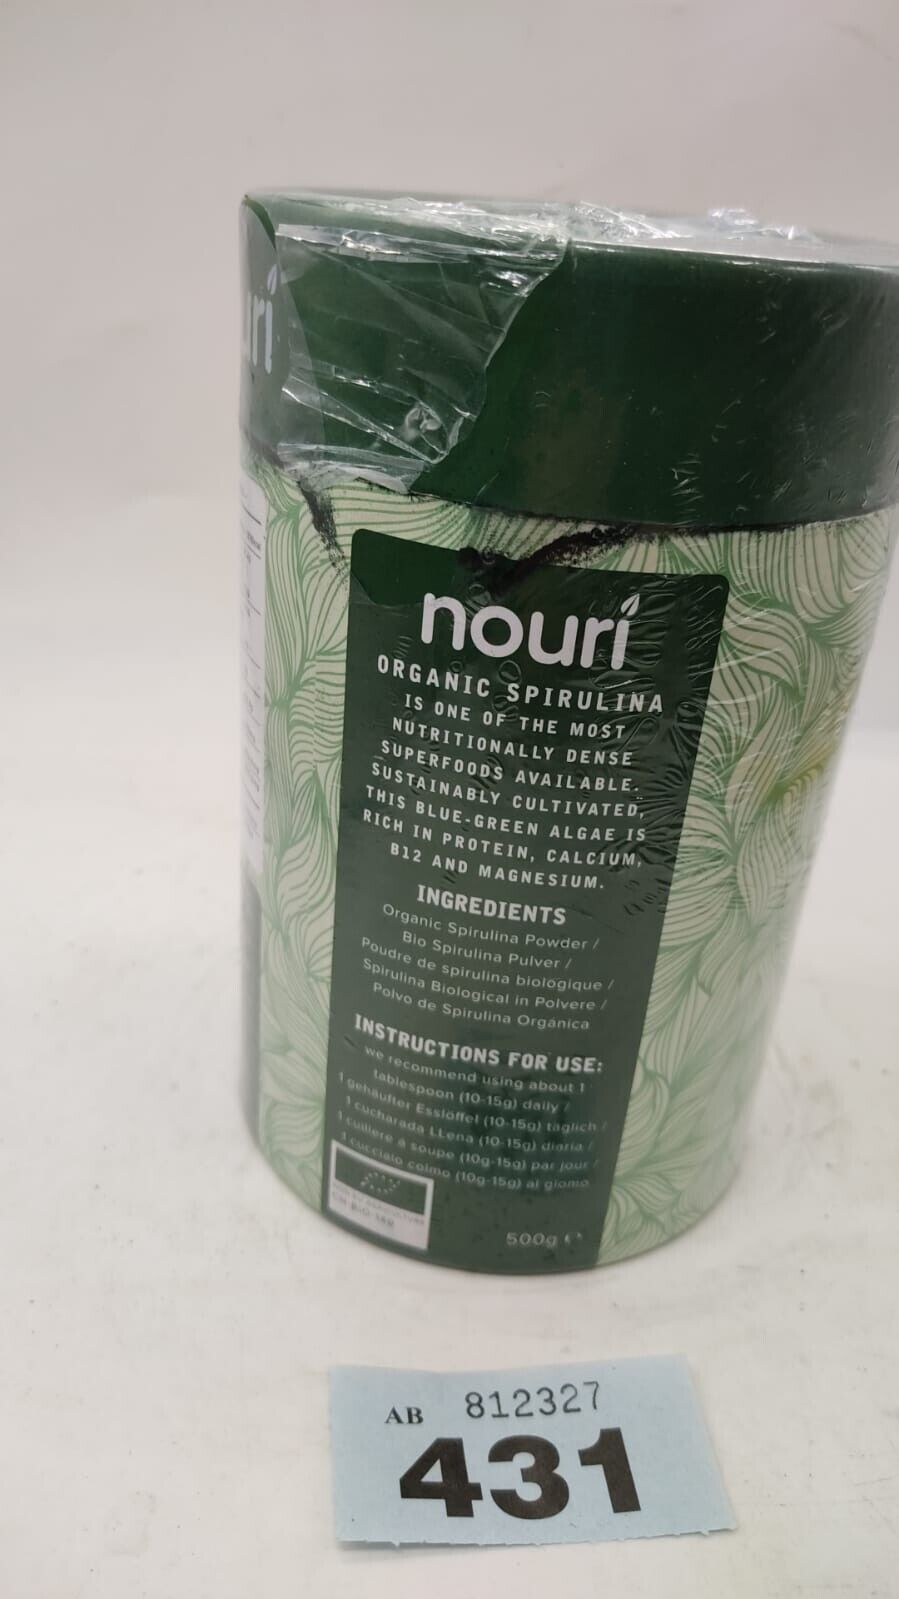 nouri
ORGANIC SPIRULINA
IS ONE OF THE MOST
NUTRITIONALLY DENSE
SUPERFOODS AVAILABLE.
SUSTAINABLY CULTIVATED,
THIS BLUE-GREEN ALGAE IS
RICH IN PROTEIN, CALCIUM,
B12 AND MAGNESIUM.
INGREDIENTS
Organic Spirulina Powder /
Bio Spirulina Pulver /
Poudre de spirulina biologique /
Spirulina Biological in Polvere /
Polvo de Spirulina Orgánica
INSTRUCTIONS FOR USE:
we recommend using about 1
tablespoon (10-15g) daily
1 gehäufter Esslöffel (10-15g) täglich /
1 cucharada LLena (10-15g) diaria /
1 cuillere à soupe (10g-15g) par jour /
1 cucciaio colmo (10g-15g) al giorno
500g e
AB 812327
431